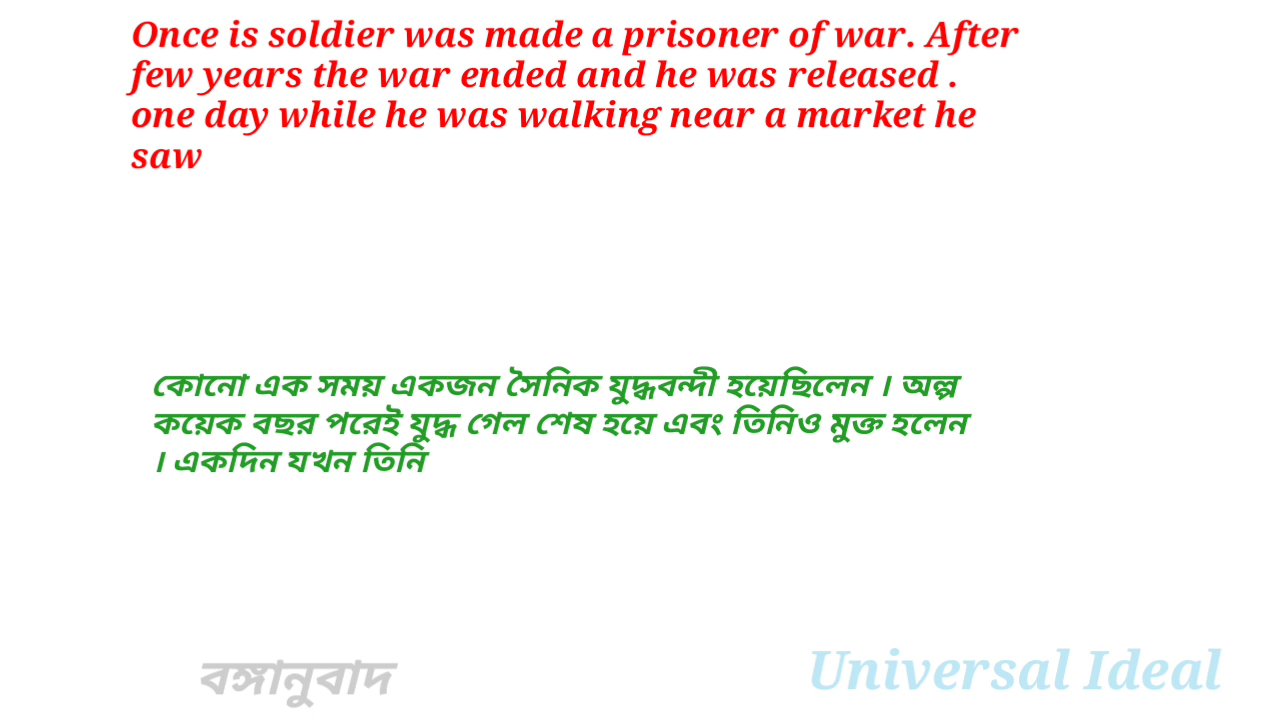 Once is soldier was made a prisoner of war. After
few years the war ended and he was released .
one day while he was walking near a market he
saw
কোনো এক সময় একজন সৈনিক যুদ্ধবন্দী হয়েছিলেন । অল্প
কয়েক বছর পরেই যুদ্ধ গেল শেষ হয়ে এবং তিনিও মুক্ত হলেন
। একদিন যখন তিনি
বঙ্গানুবাদ
Universal Ideal